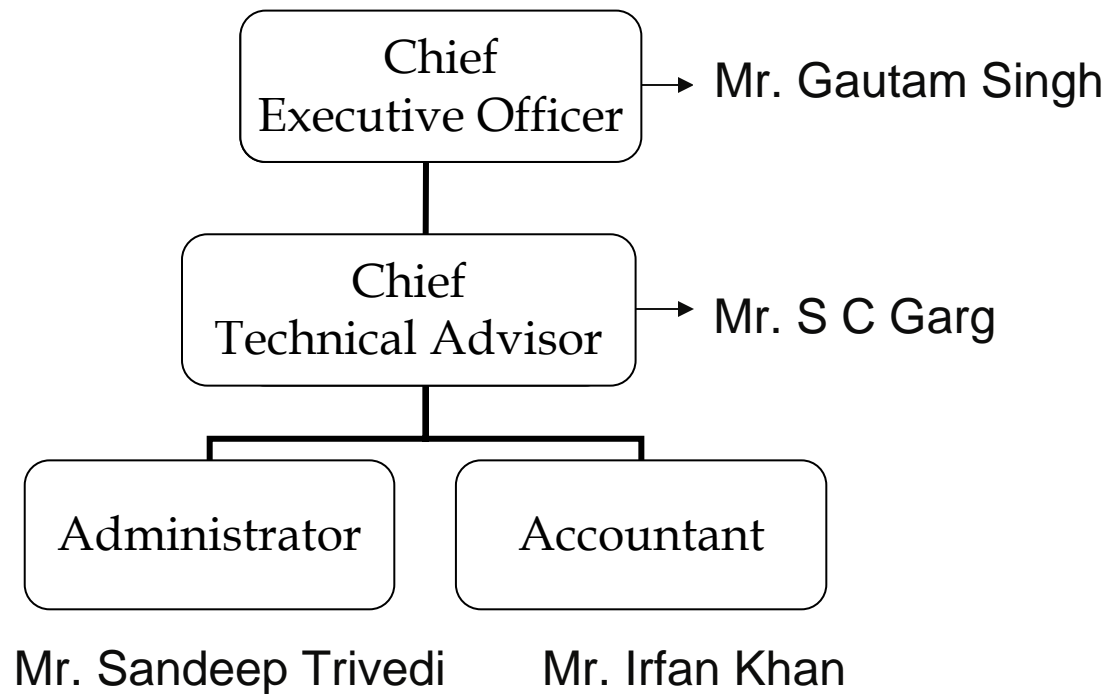 Chief
Executive Officer
Mr. Gautam Singh
Chief
Technical Advisor
Mr. S C Garg
Administrator
Accountant
Mr. Sandeep Trivedi
Mr. Irfan Khan